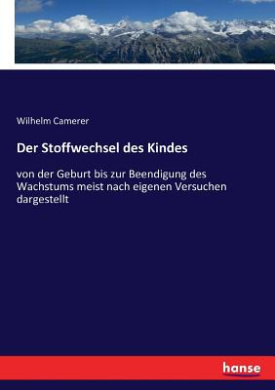 Wilhelm Camerer
Der Stoffwechsel des Kindes
von der Geburt bis zur Beendigung des
Wachstums meist nach eigenen Versuchen
dargestellt
hanse